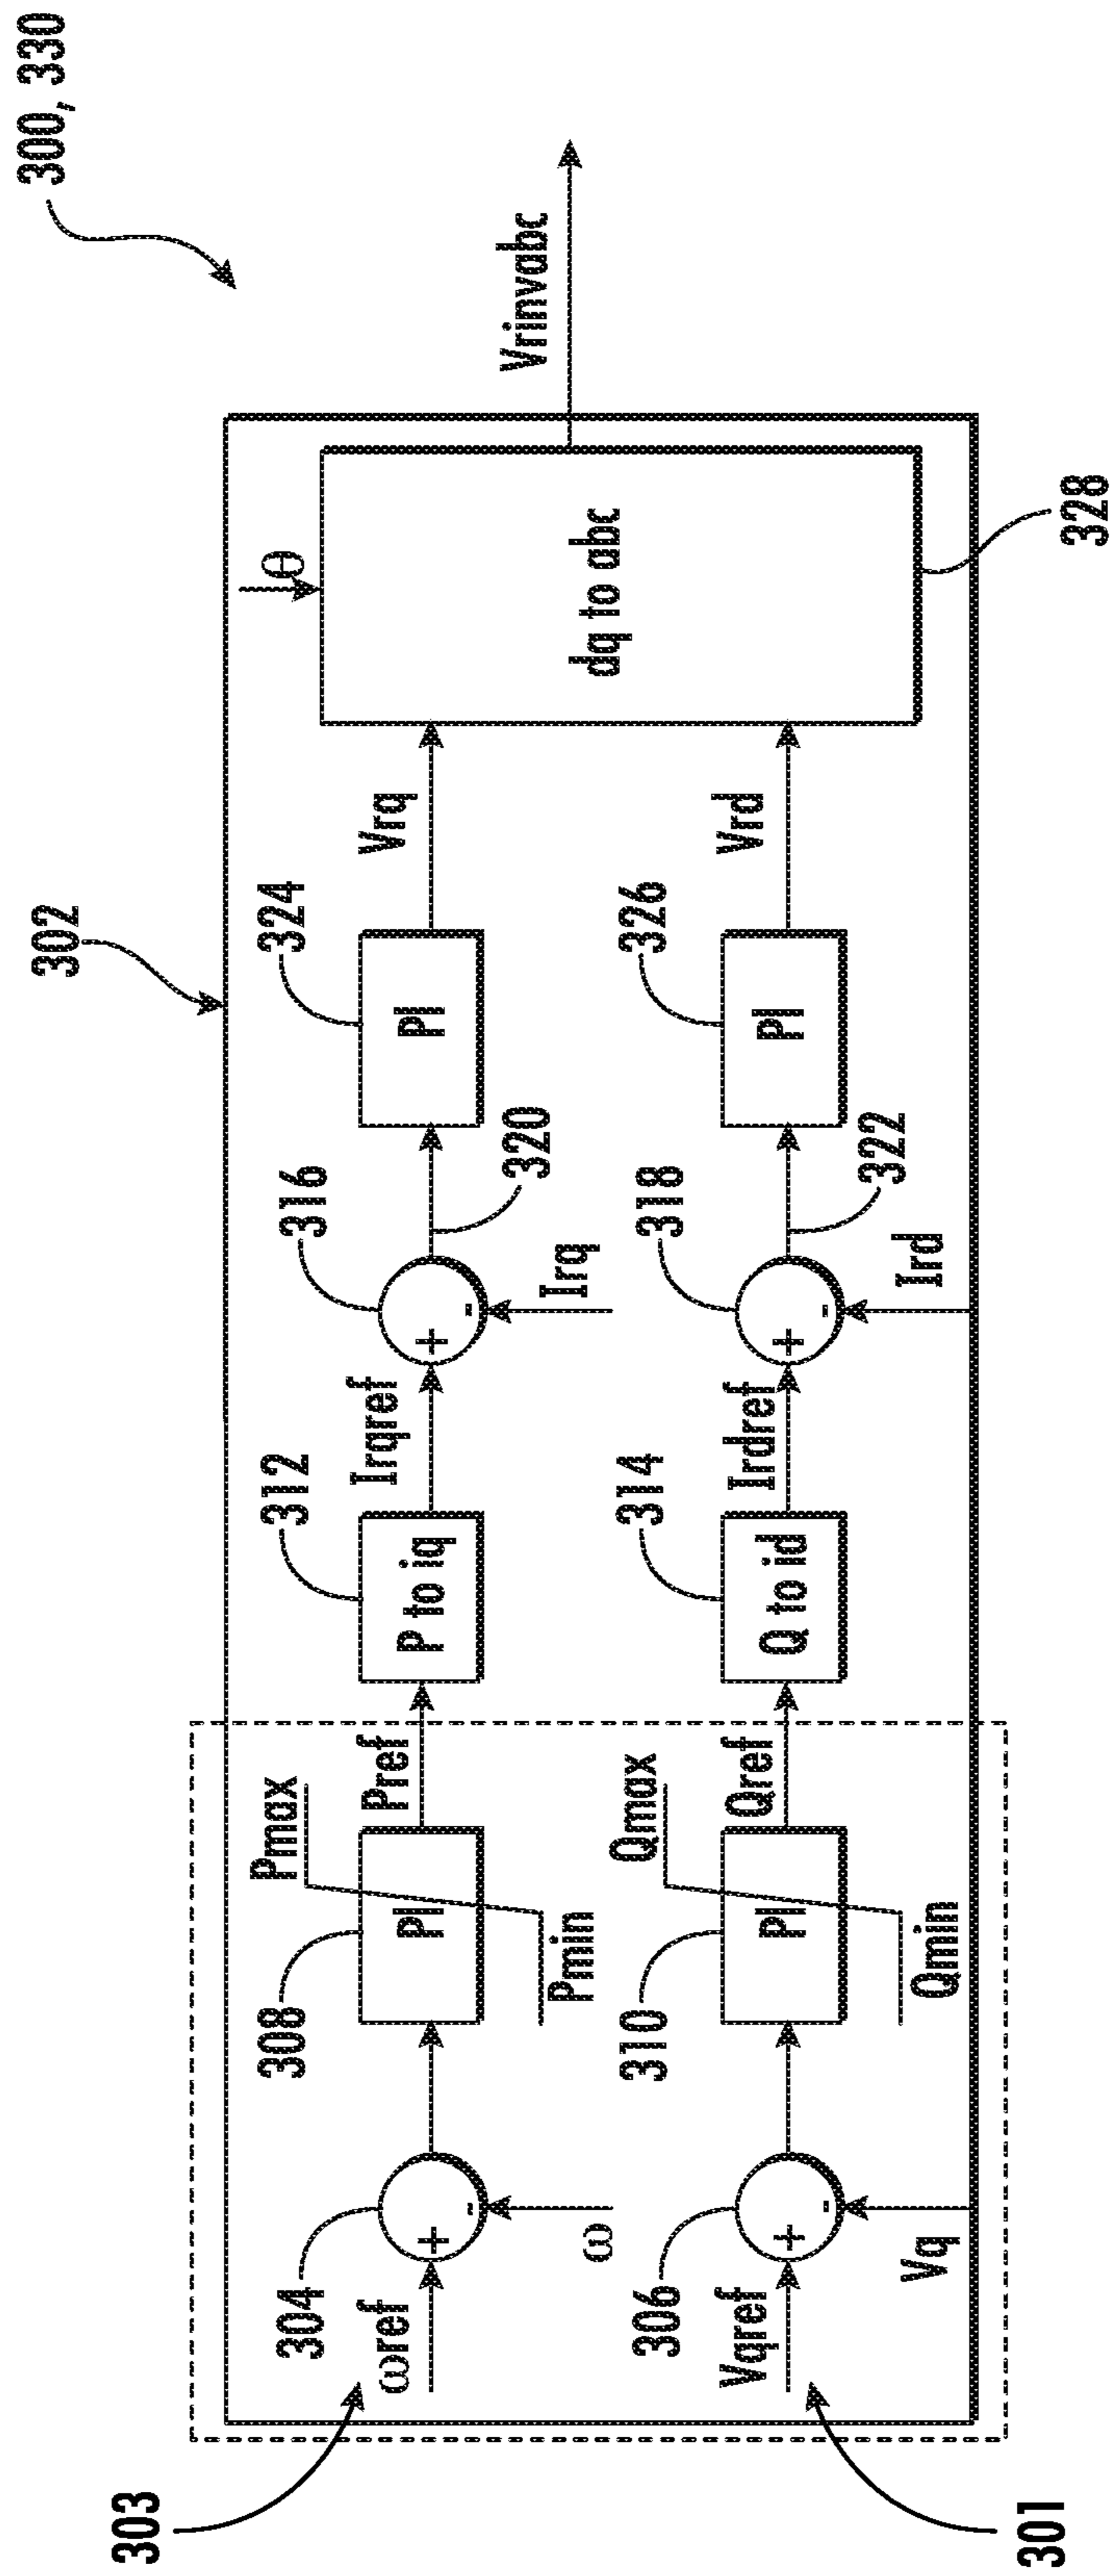 300, 330
302
303
304
ωref
+
-
ω
308
PI
Pmax
Pmin
Pref
312
P to iq
Irqref
316
+
-
Irq
320
324
PI
Vrq
θ
dq to abc
328
Vrinvabc
301
306
Vqref
+
-
Vq
310
PI
Qmax
Qmin
Qref
314
Q to id
Irdref
318
+
-
Ird
322
326
PI
Vrd